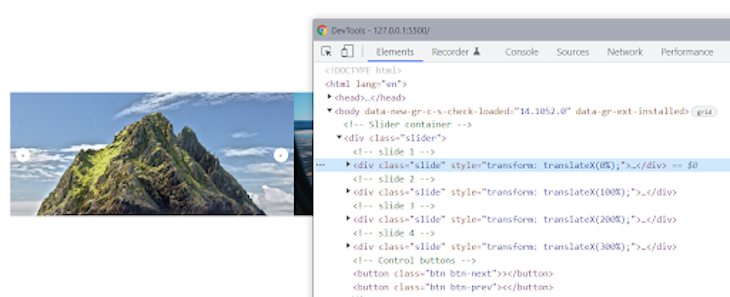 DevTools - 127.0.0.1:5500/
Elements Recorder Console Sources Network Performance
<!DOCTYPE html>
<html lang="en">
<head>…</head>
<body data-new-gr-c-s-check-loaded="14.1052.0" data-gr-ext-installed> grid
<!-- Slider container -->
<div class="slider">
<!-- slide 1 -->
<div class="slide" style="transform: translateX(0%);">…</div> == $0
<!-- slide 2 -->
<div class="slide" style="transform: translateX(100%);">…</div>
<!-- slide 3 -->
<div class="slide" style="transform: translateX(200%);">…</div>
<!-- slide 4 -->
<div class="slide" style="transform: translateX(300%);">…</div>
<!-- Control buttons -->
<button class="btn btn-next">></button>
<button class="btn btn-prev"><</button>